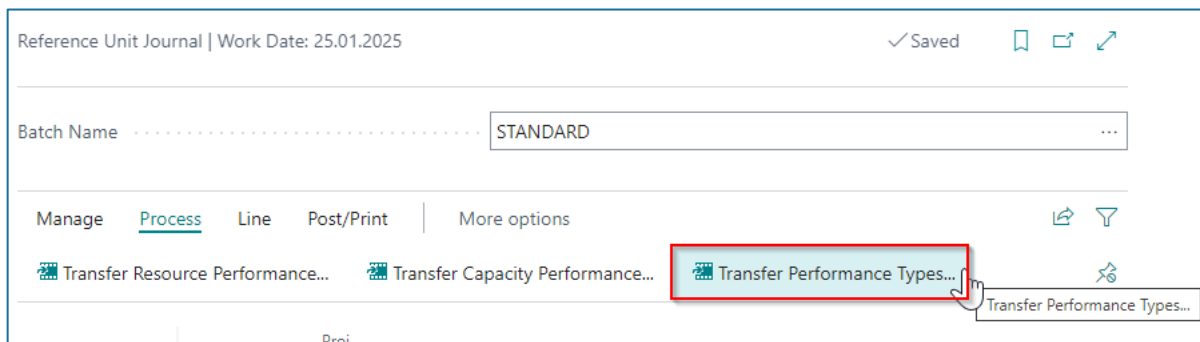 Reference Unit Journal | Work Date: 25.01.2025 Saved
Batch Name STANDARD ...
Manage Process Line Post/Print More options
Transfer Resource Performance... Transfer Capacity Performance... Transfer Performance Types...
Transfer Performance Types...